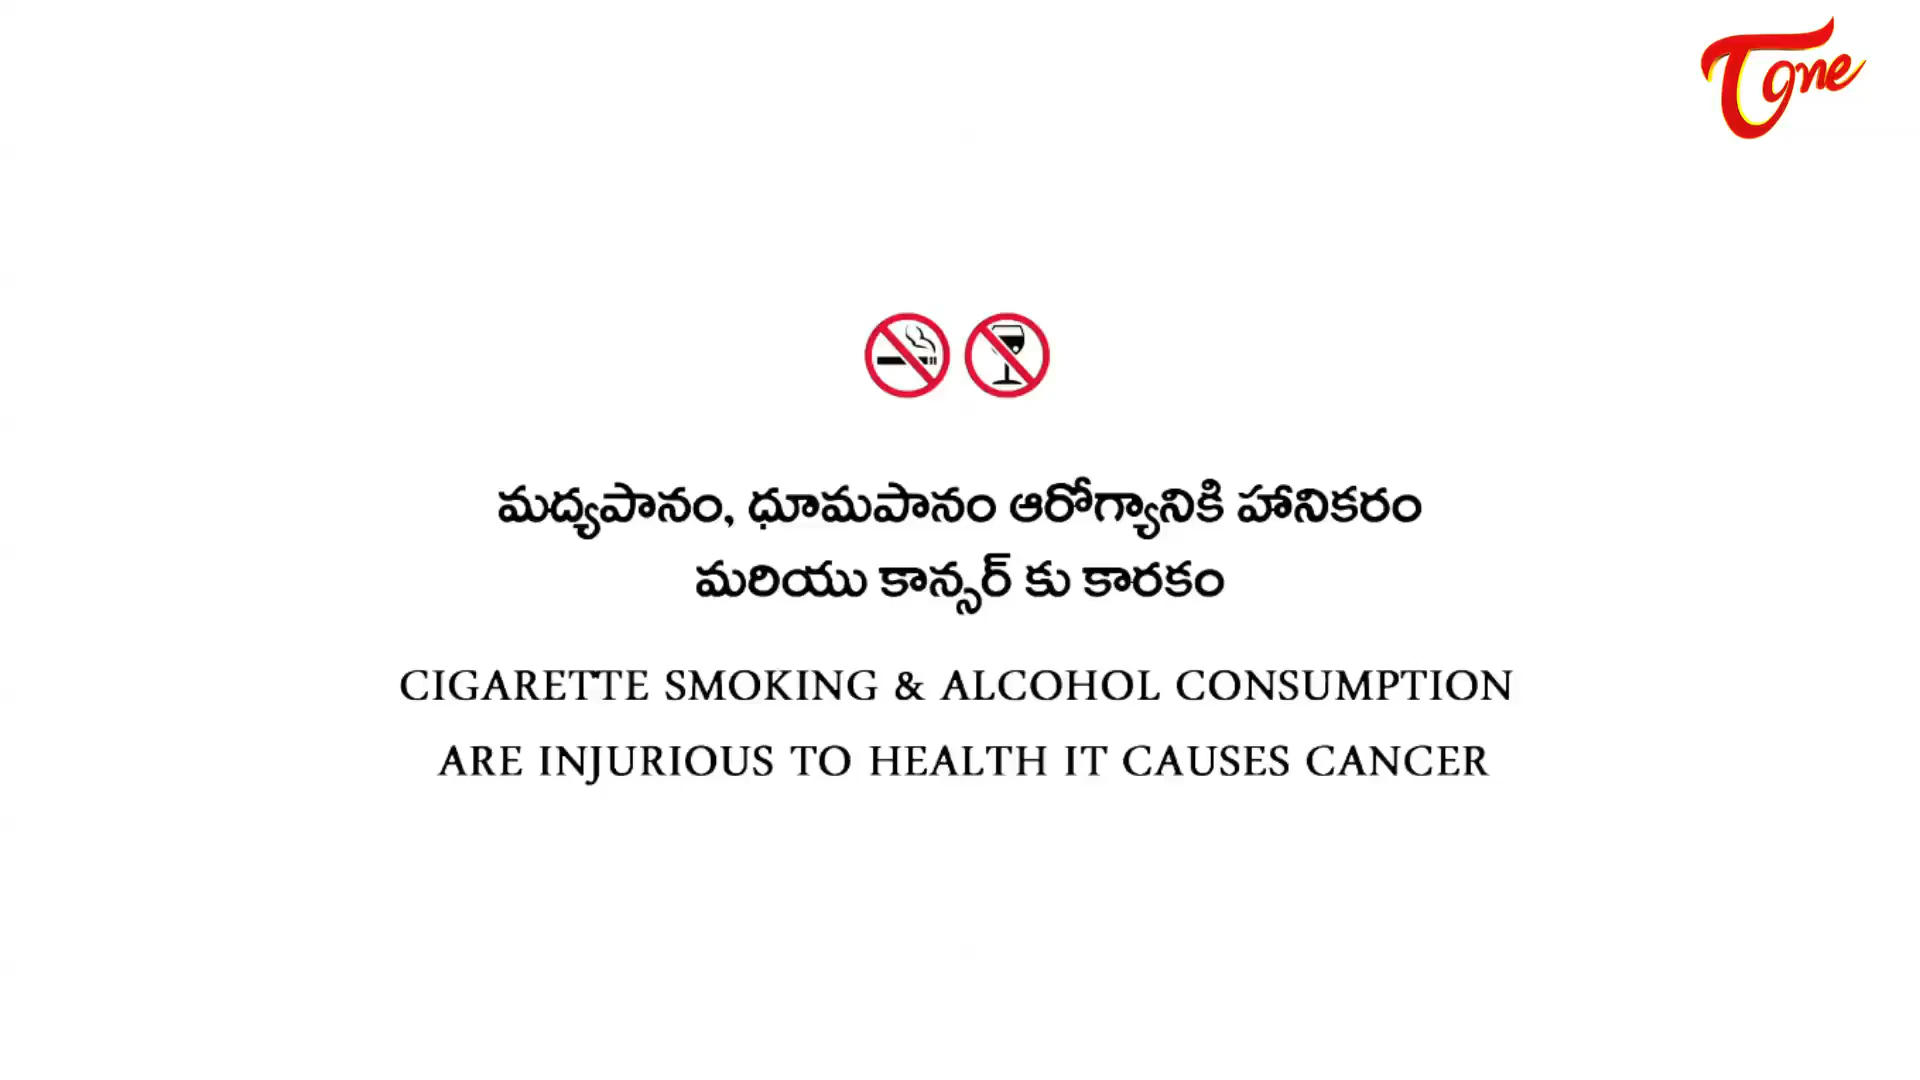 Tone
మద్యపానం, ధూమపానం ఆరోగ్యానికి హానికరం
మరియు కాన్సర్ కు కారకం
CIGARETTE SMOKING & ALCOHOL CONSUMPTION
ARE INJURIOUS TO HEALTH IT CAUSES CANCER